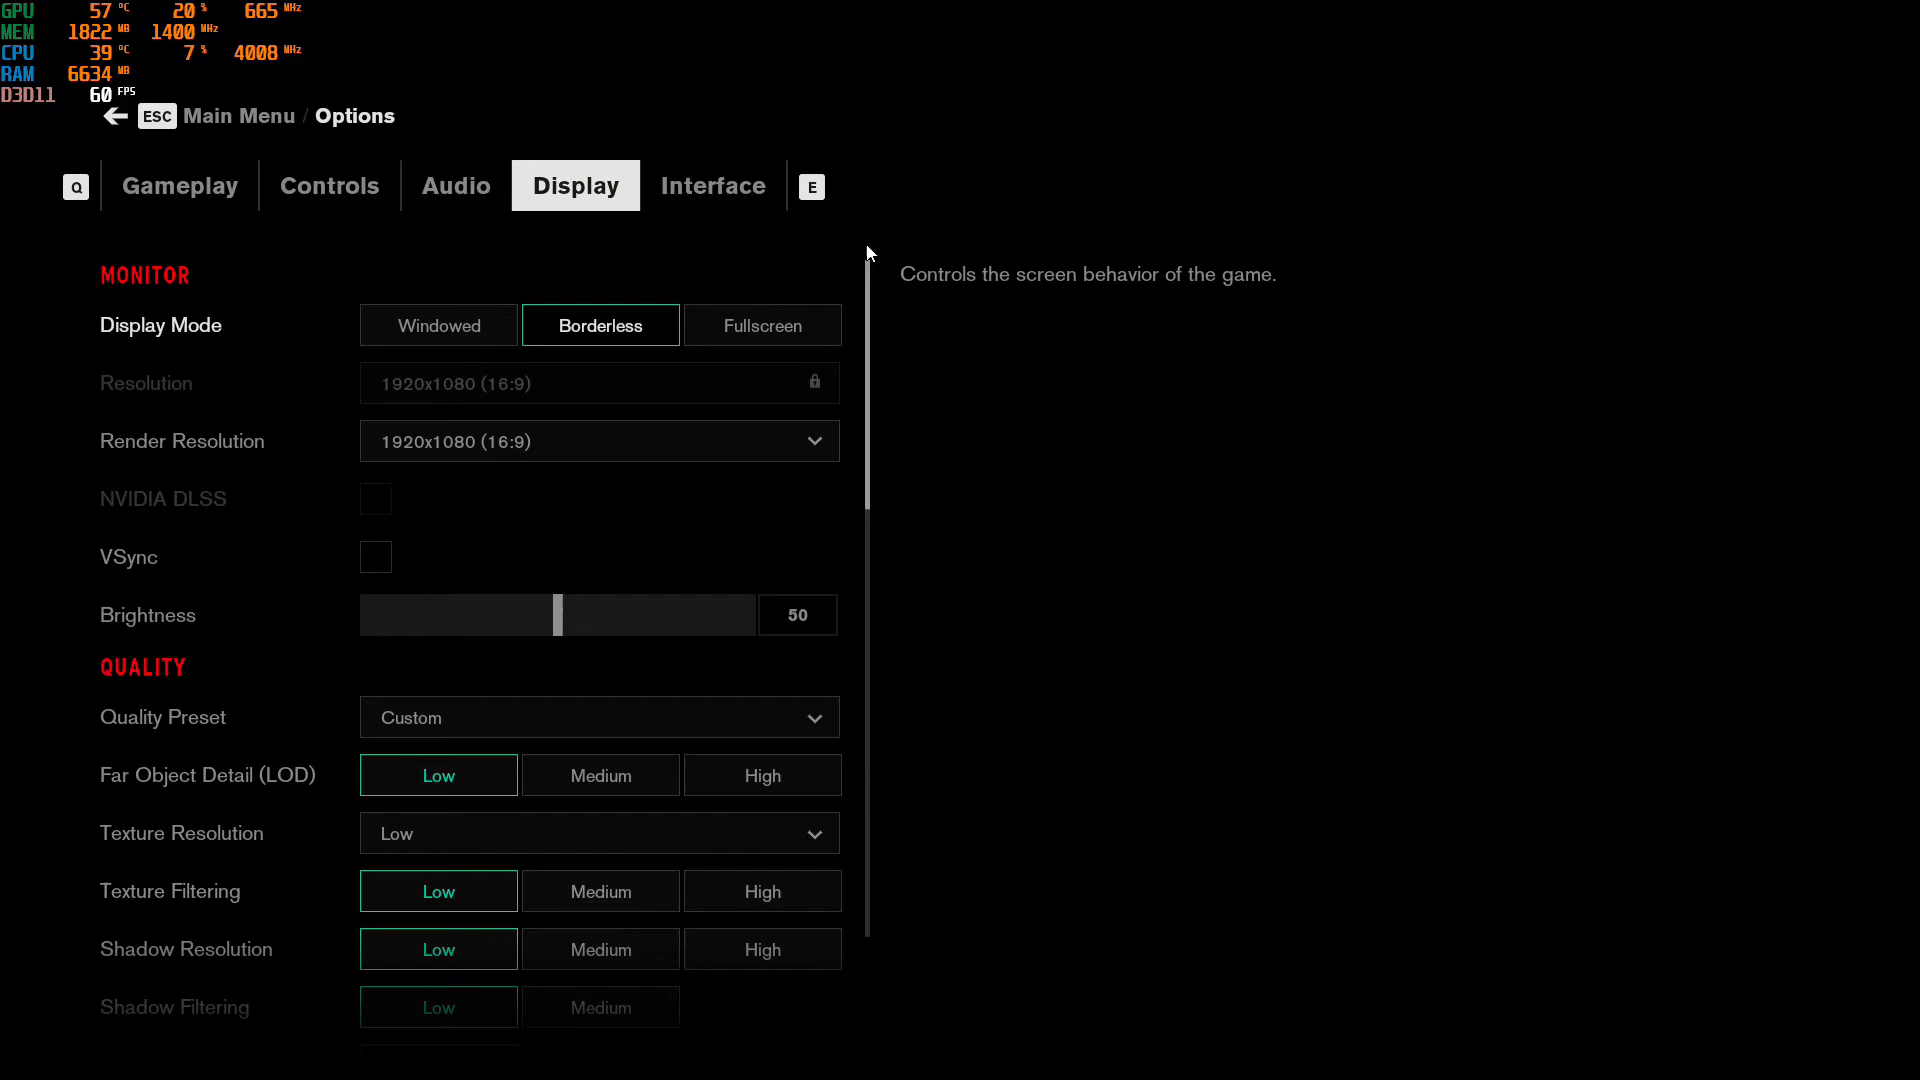 GPU 57 °C 20 % 665 MHz
MEM 1822 MB 1400 MHz
CPU 39 °C 7 % 4008 MHz
RAM 6634 MB
D3D11 60 FPS
ESC Main Menu / Options
Q Gameplay Controls Audio Display Interface E
MONITOR
Controls the screen behavior of the game.
Display Mode Windowed Borderless Fullscreen
Resolution 1920x1080 (16:9)
Render Resolution 1920x1080 (16:9)
NVIDIA DLSS
VSync
Brightness 50
QUALITY
Quality Preset Custom
Far Object Detail (LOD) Low Medium High
Texture Resolution Low
Texture Filtering Low Medium High
Shadow Resolution Low Medium High
Shadow Filtering Low Medium